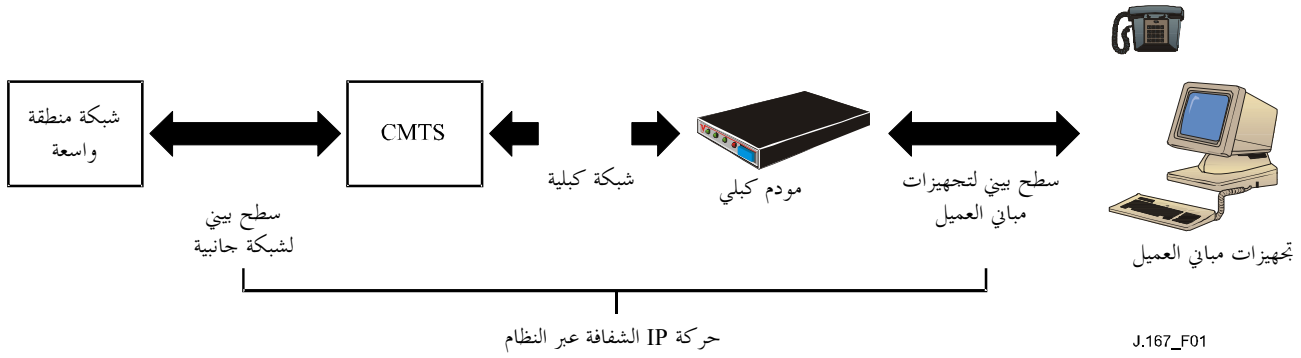 شبكة منطقة
واسعة
CMTS
شبكة كبلية
مودم كبلي
سطح بيني لتجهيزات
مباني العميل
تجهيزات مباني العميل
سطح بيني
لشبكة جانبية
حركة IP الشفافة عبر النظام
J.167_F01